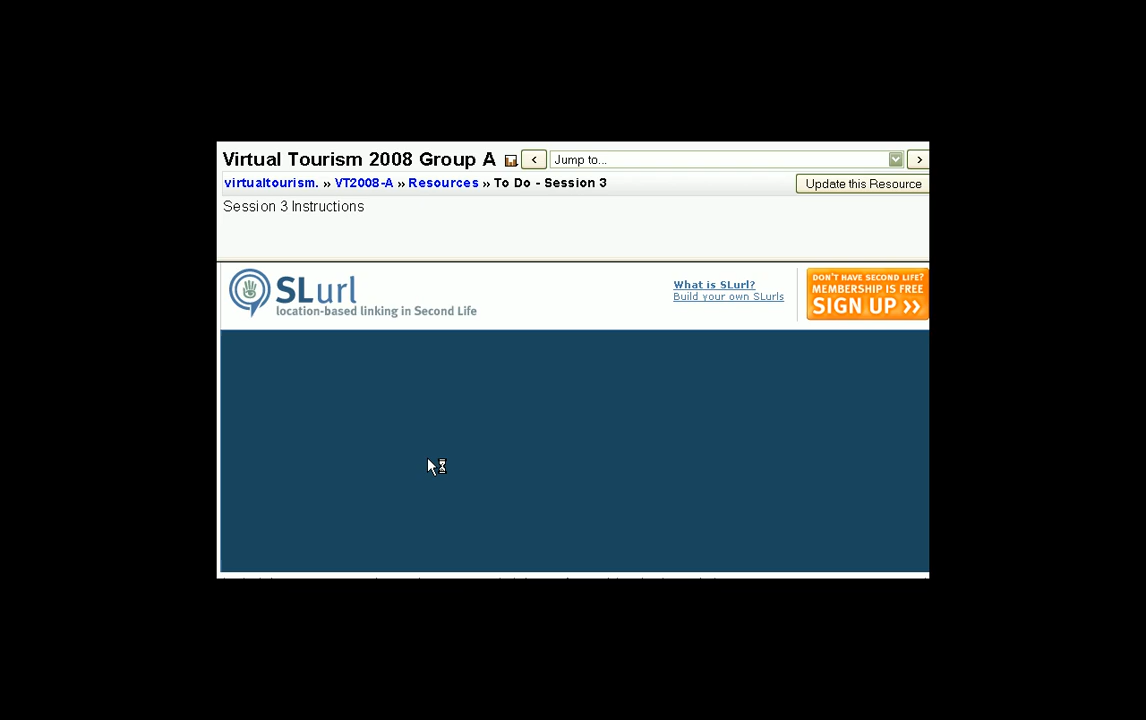 Virtual Tourism 2008 Group A < Jump to... >
virtualtourism. » VT2008-A » Resources » To Do - Session 3 Update this Resource
Session 3 Instructions
SLurl
location-based linking in Second Life
What is SLurl?
Build your own SLurls
DON'T HAVE SECOND LIFE?
MEMBERSHIP IS FREE
SIGN UP >>